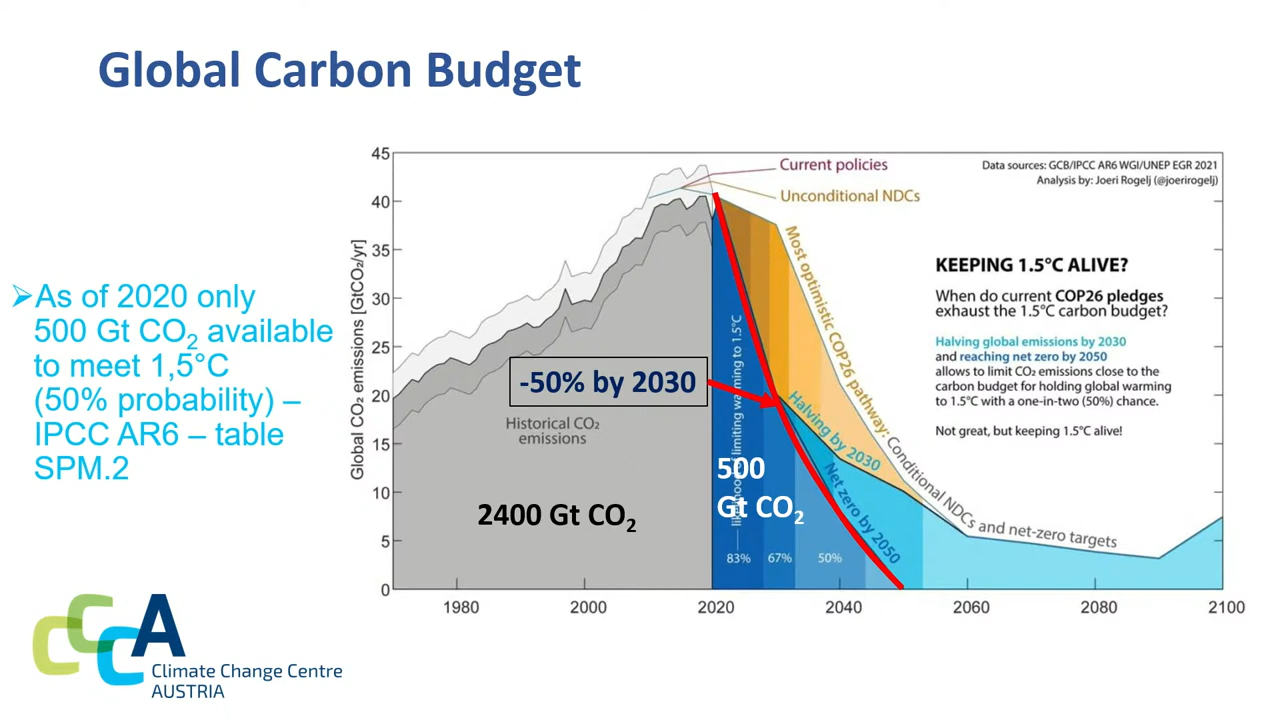 Global Carbon Budget
➢As of 2020 only
500 Gt CO₂ available
to meet 1,5°C
(50% probability) –
IPCC AR6 – table
SPM.2
Global CO₂ emissions [GtCO₂/yr]
45
40
35
30
25
20
15
10
5
0
1980
2000
2020
2040
2060
2080
2100
Current policies
Unconditional NDCs
Data sources: GCB/IPCC AR6 WGI/UNEP EGR 2021
Analysis by: Joeri Rogelj (@joerirogelj)
Most optimistic COP26 pathway: Conditional NDCs and net-zero targets
KEEPING 1.5°C ALIVE?
When do current COP26 pledges
exhaust the 1.5°C carbon budget?
Halving global emissions by 2030
and reaching net zero by 2050
allows to limit CO₂ emissions close to the
carbon budget for holding global warming
to 1.5°C with a one-in-two (50%) chance.
Not great, but keeping 1.5°C alive!
-50% by 2030
Historical CO₂
emissions
2400 Gt CO₂
500
Gt CO₂
limiting warming to 1.5°C
Halving by 2030
Net zero by 2050
83%
67%
50%
CCCA
Climate Change Centre
AUSTRIA